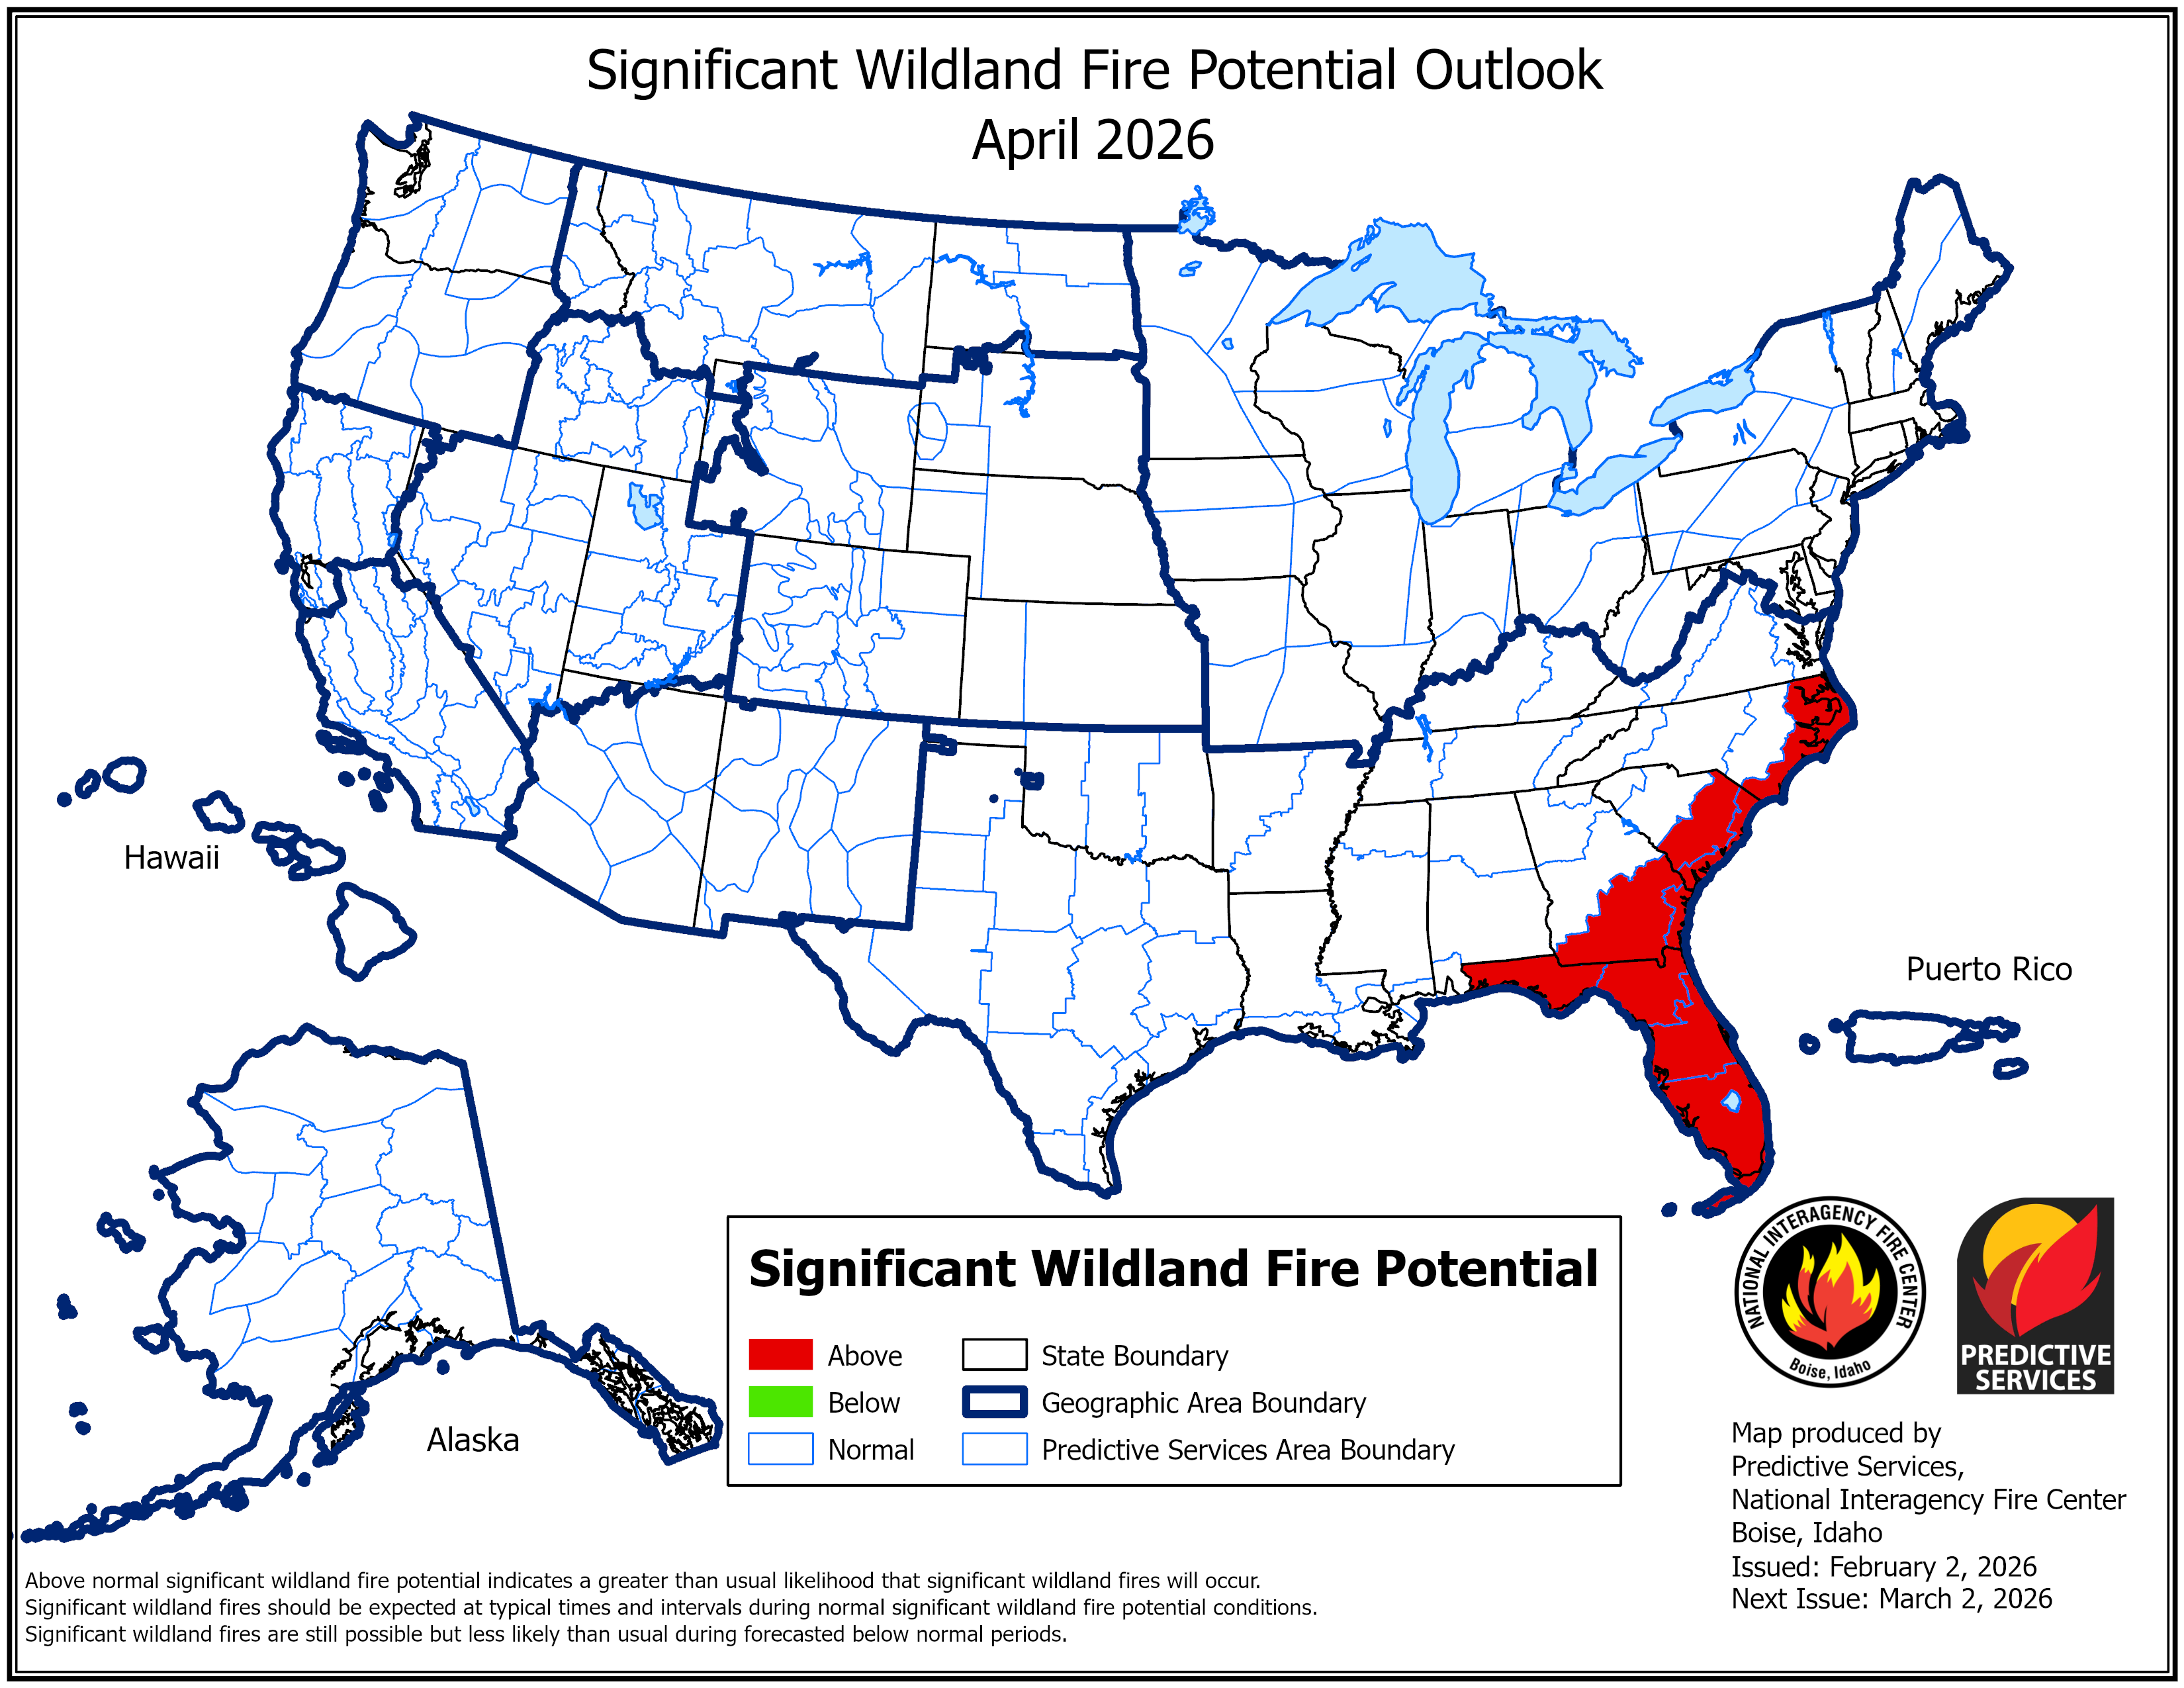 Significant Wildland Fire Potential Outlook
April 2026
Hawaii
Puerto Rico
Alaska
Significant Wildland Fire Potential
Above
State Boundary
Below
Geographic Area Boundary
Normal
Predictive Services Area Boundary
NATIONAL INTERAGENCY FIRE CENTER
Boise, Idaho
PREDICTIVE
SERVICES
Map produced by
Predictive Services,
National Interagency Fire Center
Boise, Idaho
Issued: February 2, 2026
Next Issue: March 2, 2026
Above normal significant wildland fire potential indicates a greater than usual likelihood that significant wildland fires will occur.
Significant wildland fires should be expected at typical times and intervals during normal significant wildland fire potential conditions.
Significant wildland fires are still possible but less likely than usual during forecasted below normal periods.